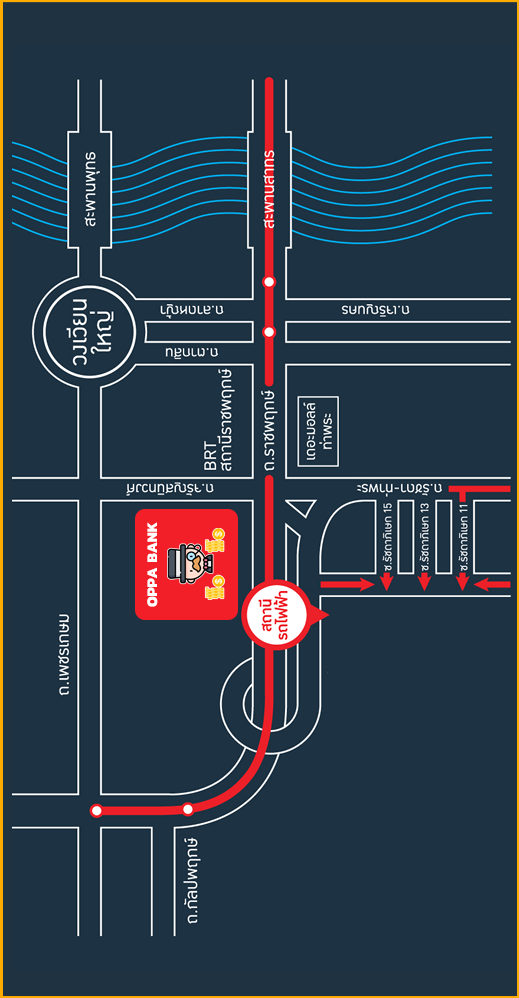 สะพานพุทธ
สะพานสาทร
วงเวียน
ใหญ่
ถ.ลาดหญ้า
ถ.เจริญนคร
ถ.ตากสิน
BRT
สถานีราชพฤกษ์
ถ.ราชพฤกษ์
เดอะมอลล์
ท่าพระ
ถ.จรัญสนิทวงศ์
ถ.รัชดา-ท่าพระ
ซ.รัชดาภิเษก 15
ซ.รัชดาภิเษก 13
ซ.รัชดาภิเษก 11
OPPA BANK
สถานี
รถไฟฟ้า
ถ.เพชรเกษม
ถ.กัลปพฤกษ์